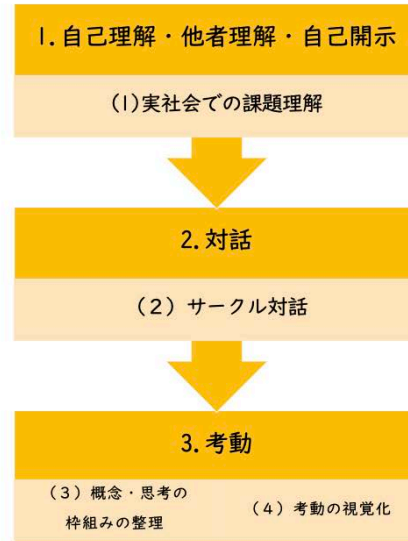 1.自己理解・他者理解・自己開示
(1)実社会での課題理解
2.対話
(2) サークル対話
3.考動
(3) 概念・思考の
枠組みの整理
(4) 考動の視覚化